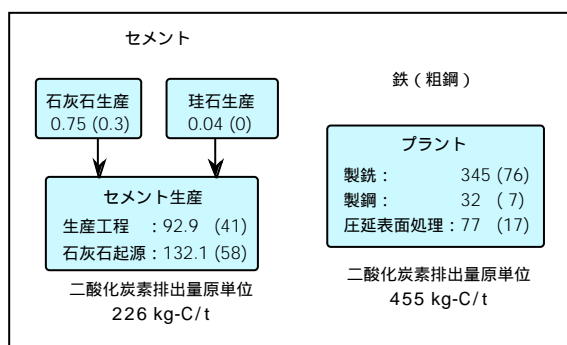 セメント
石灰石生産
0.75 (0.3)
珪石生産
0.04 (0)
セメント生産
生産工程 : 92.9 (41)
石灰石起源 : 132.1 (58)
二酸化炭素排出量原単位
226 kg-C/t
鉄(粗鋼)
プラント
製銑 : 345 (76)
製鋼 : 32 ( 7)
圧延表面処理 : 77 (17)
二酸化炭素排出量原単位
455 kg-C/t